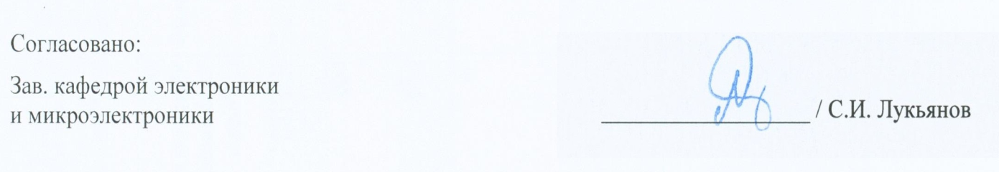 Согласовано:
Зав. кафедрой электроники
и микроэлектроники
/ С.И. Лукьянов